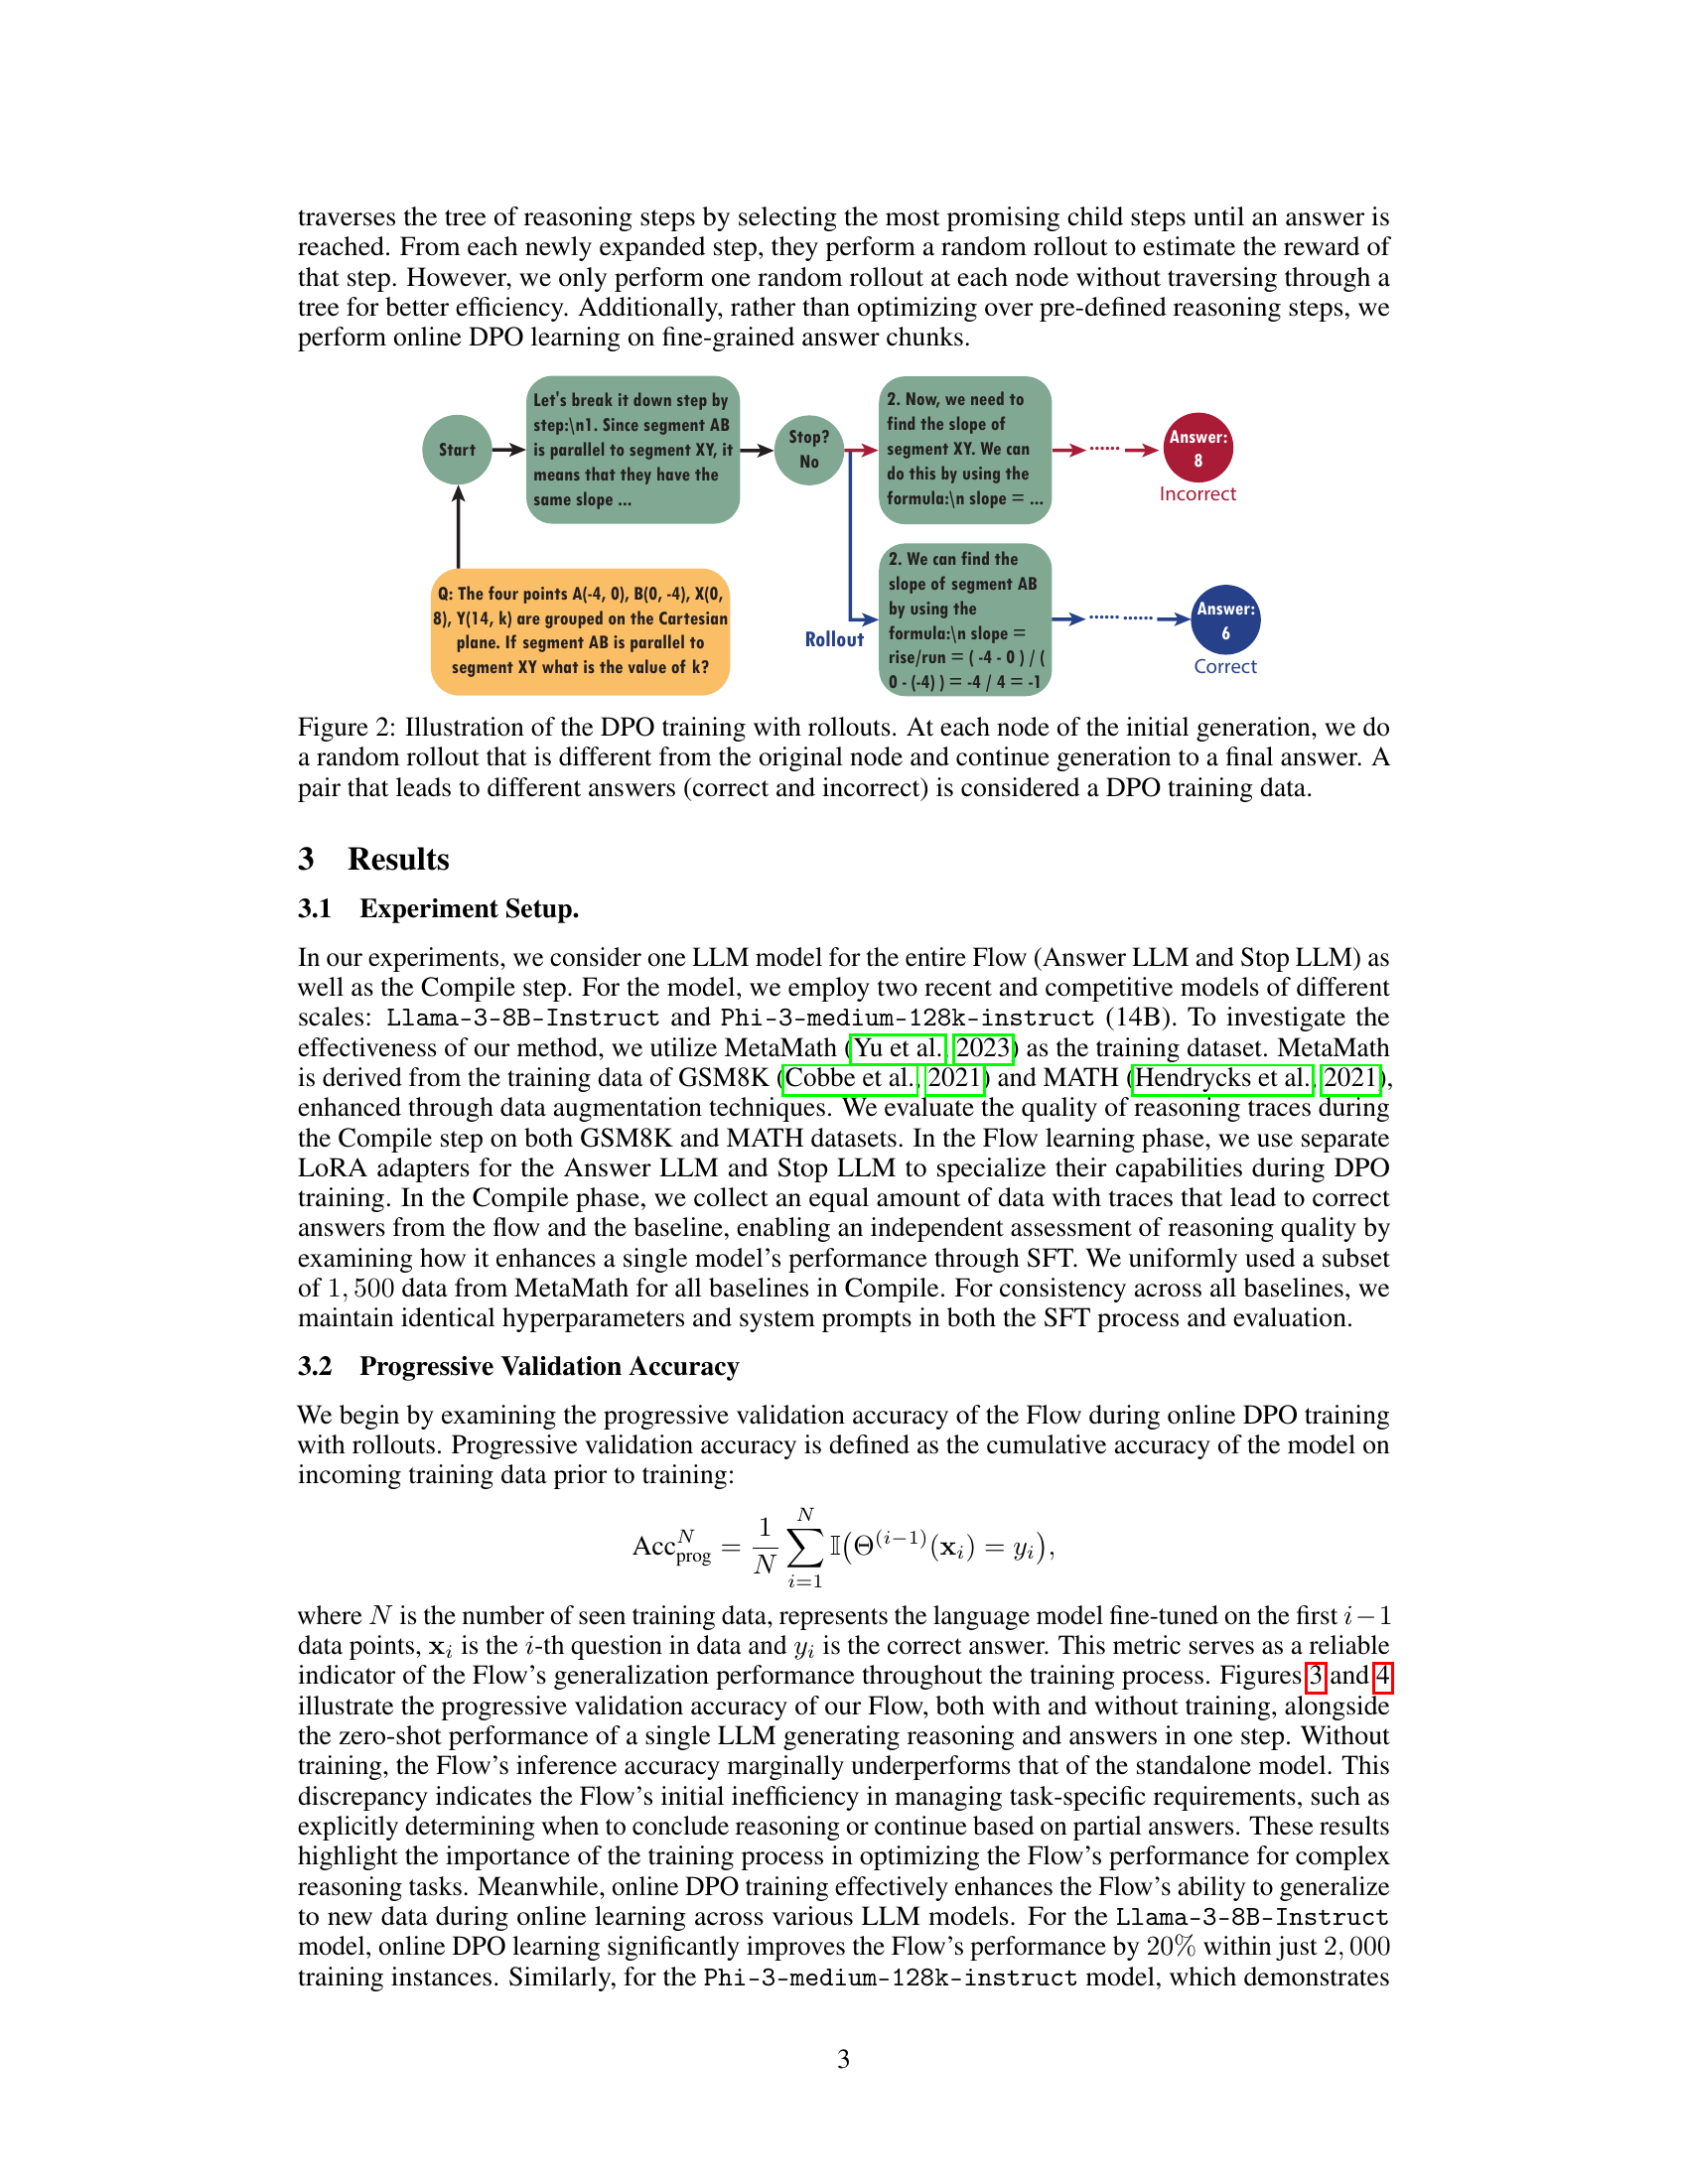 traverses the tree of reasoning steps by selecting the most promising child steps until an answer is
reached. From each newly expanded step, they perform a random rollout to estimate the reward of
that step. However, we only perform one random rollout at each node without traversing through a
tree for better efficiency. Additionally, rather than optimizing over pre-defined reasoning steps, we
perform online DPO learning on fine-grained answer chunks.
Start
Let's break it down step by
step:\n1. Since segment AB
is parallel to segment XY, it
means that they have the
same slope ...
Stop?
No
2. Now, we need to
find the slope of
segment XY. We can
do this by using the
formula:\n slope = ...
Answer:
8
Incorrect
Q: The four points A(-4, 0), B(0, -4), X(0,
8), Y(14, k) are grouped on the Cartesian
plane. If segment AB is parallel to
segment XY what is the value of k?
Rollout
2. We can find the
slope of segment AB
by using the
formula:\n slope =
rise/run = ( -4 - 0 ) / (
0 - (-4) ) = -4 / 4 = -1
Answer:
6
Correct
Figure 2: Illustration of the DPO training with rollouts. At each node of the initial generation, we do
a random rollout that is different from the original node and continue generation to a final answer. A
pair that leads to different answers (correct and incorrect) is considered a DPO training data.
3 Results
3.1 Experiment Setup.
In our experiments, we consider one LLM model for the entire Flow (Answer LLM and Stop LLM) as
well as the Compile step. For the model, we employ two recent and competitive models of different
scales: Llama-3-8B-Instruct and Phi-3-medium-128k-instruct (14B). To investigate the
effectiveness of our method, we utilize MetaMath (Yu et al., 2023) as the training dataset. MetaMath
is derived from the training data of GSM8K (Cobbe et al., 2021) and MATH (Hendrycks et al., 2021),
enhanced through data augmentation techniques. We evaluate the quality of reasoning traces during
the Compile step on both GSM8K and MATH datasets. In the Flow learning phase, we use separate
LoRA adapters for the Answer LLM and Stop LLM to specialize their capabilities during DPO
training. In the Compile phase, we collect an equal amount of data with traces that lead to correct
answers from the flow and the baseline, enabling an independent assessment of reasoning quality by
examining how it enhances a single model's performance through SFT. We uniformly used a subset
of 1, 500 data from MetaMath for all baselines in Compile. For consistency across all baselines, we
maintain identical hyperparameters and system prompts in both the SFT process and evaluation.
3.2 Progressive Validation Accuracy
We begin by examining the progressive validation accuracy of the Flow during online DPO training
with rollouts. Progressive validation accuracy is defined as the cumulative accuracy of the model on
incoming training data prior to training:
Acc^N_prog = 1/N ∑_{i=1}^N 𝕀(Θ^(i−1)(x_i) = y_i),
where N is the number of seen training data, represents the language model fine-tuned on the first i−1
data points, x_i is the i-th question in data and y_i is the correct answer. This metric serves as a reliable
indicator of the Flow's generalization performance throughout the training process. Figures 3 and 4
illustrate the progressive validation accuracy of our Flow, both with and without training, alongside
the zero-shot performance of a single LLM generating reasoning and answers in one step. Without
training, the Flow's inference accuracy marginally underperforms that of the standalone model. This
discrepancy indicates the Flow's initial inefficiency in managing task-specific requirements, such as
explicitly determining when to conclude reasoning or continue based on partial answers. These results
highlight the importance of the training process in optimizing the Flow's performance for complex
reasoning tasks. Meanwhile, online DPO training effectively enhances the Flow's ability to generalize
to new data during online learning across various LLM models. For the Llama-3-8B-Instruct
model, online DPO learning significantly improves the Flow's performance by 20% within just 2, 000
training instances. Similarly, for the Phi-3-medium-128k-instruct model, which demonstrates
3